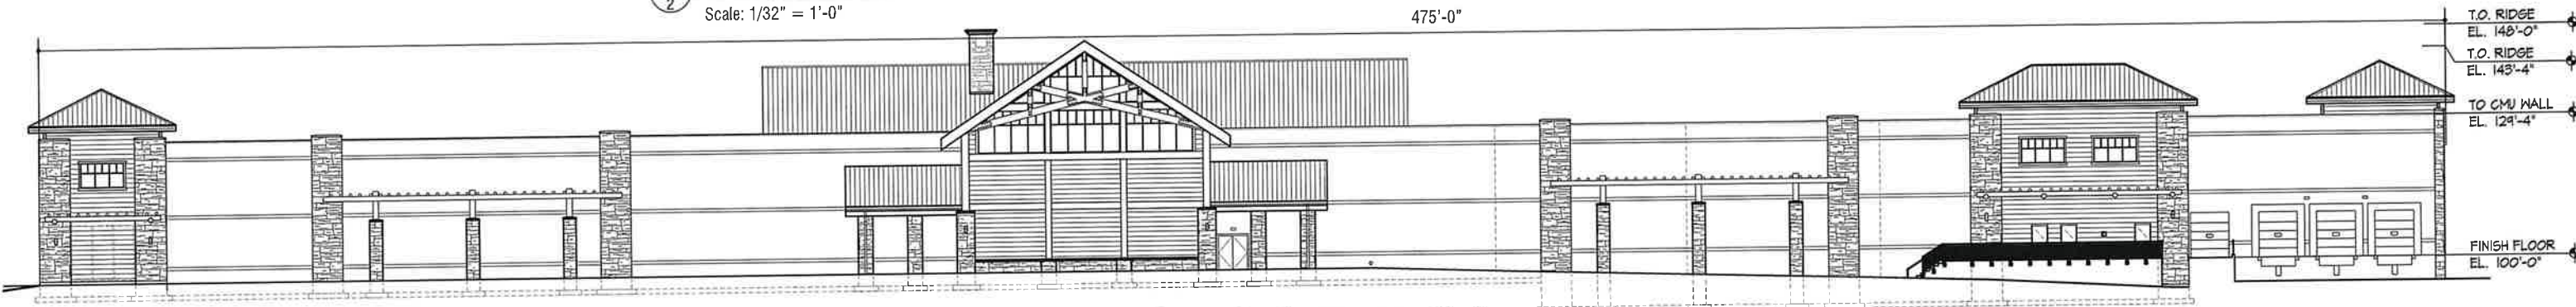 2
Scale: 1/32" = 1'-0"
475'-0"
T.O. RIDGE
EL. 148'-0"
T.O. RIDGE
EL. 143'-4"
TO CMU WALL
EL. 129'-4"
FINISH FLOOR
EL. 100'-0"